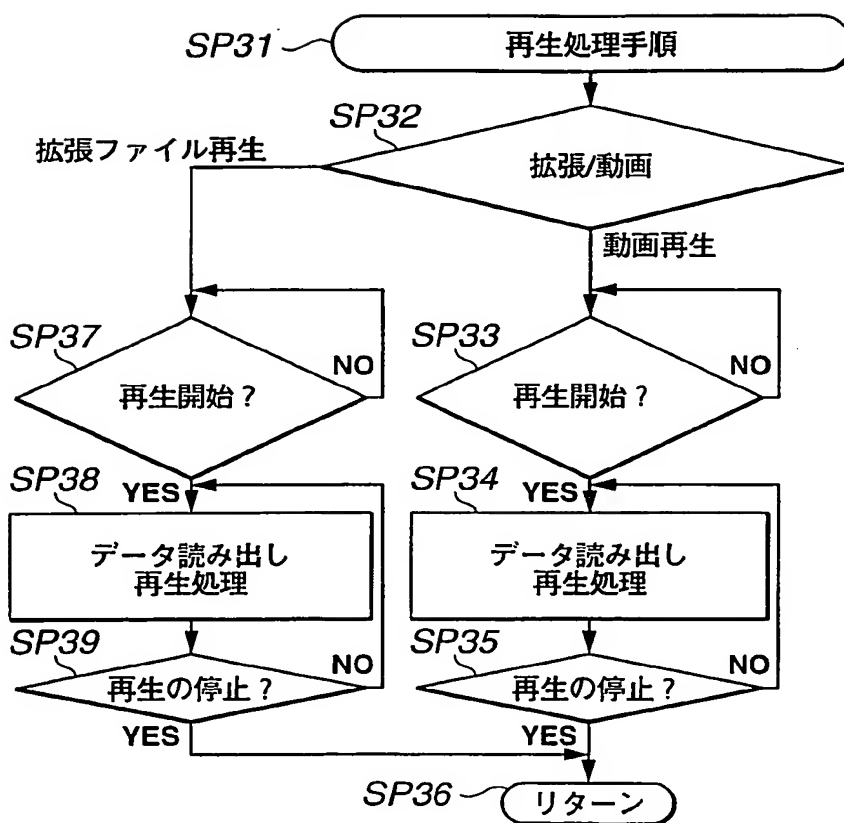 SP31
再生処理手順
SP32
拡張ファイル再生
拡張/動画
動画再生
SP37
再生開始？
NO
SP33
再生開始？
NO
YES
YES
SP38
データ読み出し
再生処理
SP34
データ読み出し
再生処理
SP39
再生の停止？
NO
SP35
再生の停止？
NO
YES
YES
SP36
リターン